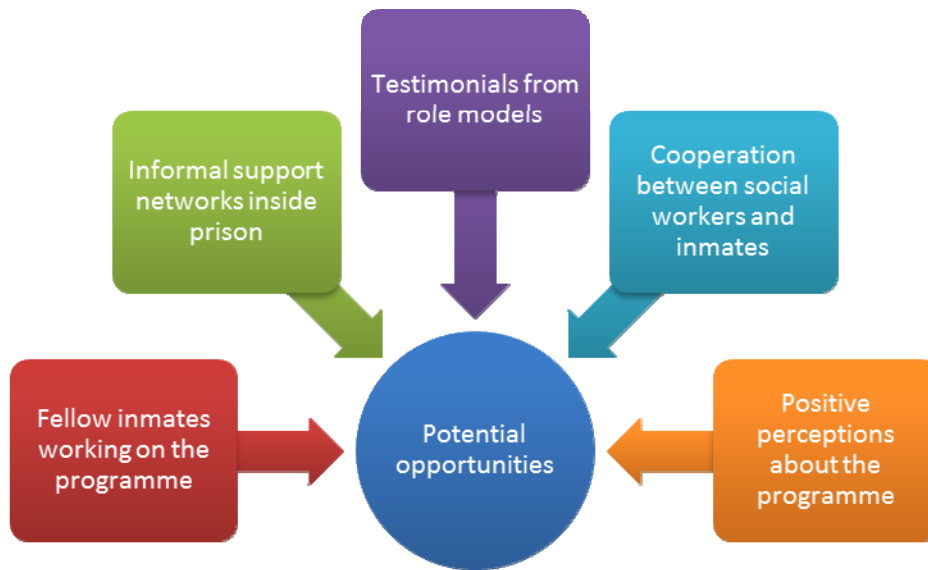 Testimonials from
role models
Informal support
networks inside
prison
Cooperation
between social
workers and
inmates
Fellow inmates
working on the
programme
Potential
opportunities
Positive
perceptions
about the
programme